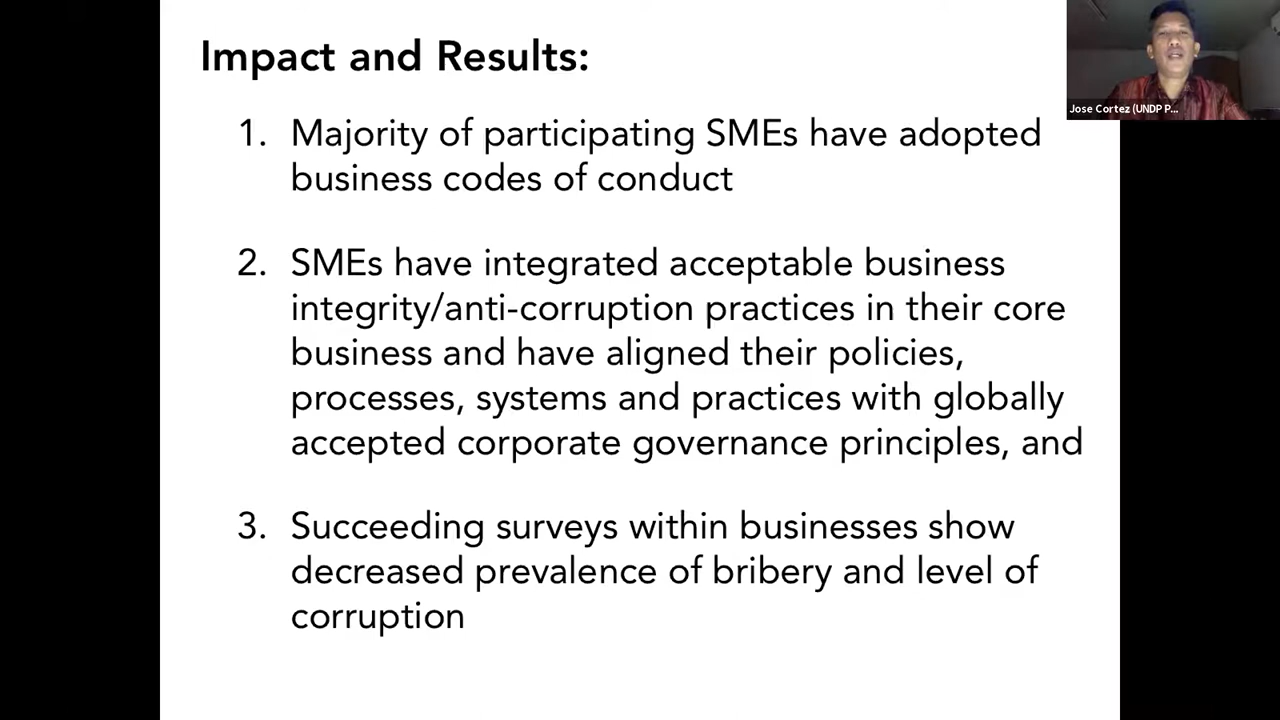 Impact and Results:
1. Majority of participating SMEs have adopted
business codes of conduct
2. SMEs have integrated acceptable business
integrity/anti-corruption practices in their core
business and have aligned their policies,
processes, systems and practices with globally
accepted corporate governance principles, and
3. Succeeding surveys within businesses show
decreased prevalence of bribery and level of
corruption
Jose Cortez (UNDP P...